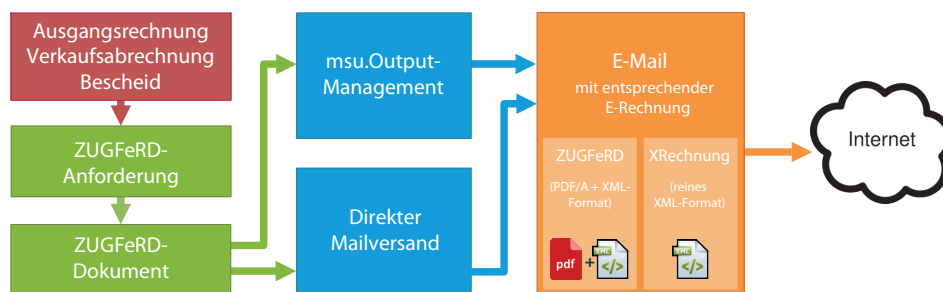 Ausgangsrechnung
Verkaufsabrechnung
Bescheid
ZUGFeRD-
Anforderung
ZUGFeRD-
Dokument
msu.Output-
Management
Direkter
Mailversand
E-Mail
mit entsprechender
E-Rechnung
ZUGFeRD
(PDF/A + XML-
Format)
pdf
+
XML
</>
XRechnung
(reines
XML-Format)
XML
</>
Internet